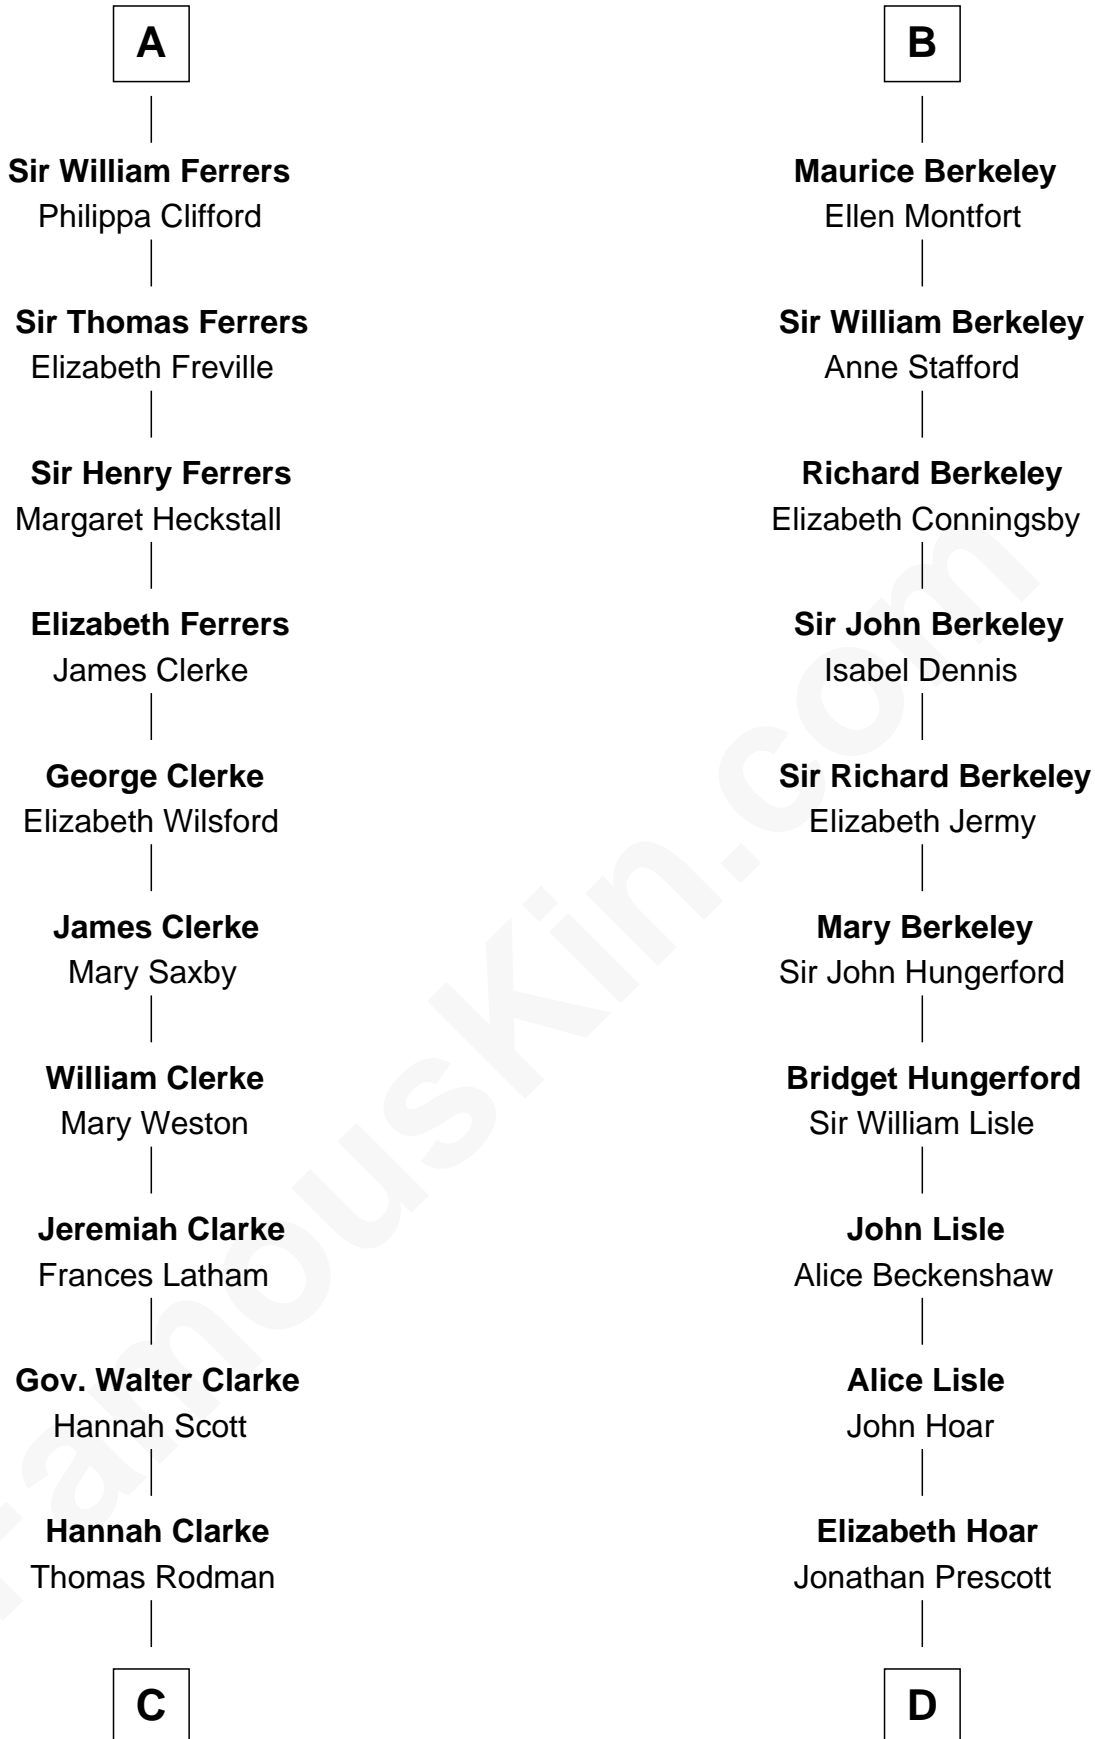 A
Sir William Ferrers
Philippa Clifford
Sir Thomas Ferrers
Elizabeth Freville
Sir Henry Ferrers
Margaret Heckstall
Elizabeth Ferrers
James Clerke
George Clerke
Elizabeth Wilsford
James Clerke
Mary Saxby
William Clerke
Mary Weston
Jeremiah Clarke
Frances Latham
Gov. Walter Clarke
Hannah Scott
Hannah Clarke
Thomas Rodman
C
B
Maurice Berkeley
Ellen Montfort
Sir William Berkeley
Anne Stafford
Richard Berkeley
Elizabeth Conningsby
Sir John Berkeley
Isabel Dennis
Sir Richard Berkeley
Elizabeth Jermy
Mary Berkeley
Sir John Hungerford
Bridget Hungerford
Sir William Lisle
John Lisle
Alice Beckenshaw
Alice Lisle
John Hoar
Elizabeth Hoar
Jonathan Prescott
D
FamousKin.com